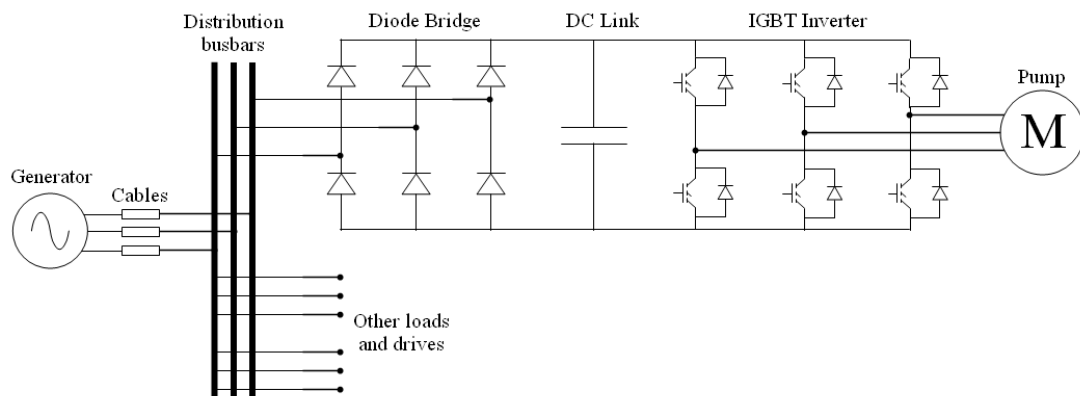 Distribution
busbars
Diode Bridge
DC Link
IGBT Inverter
Pump
M
Generator
Cables
Other loads
and drives